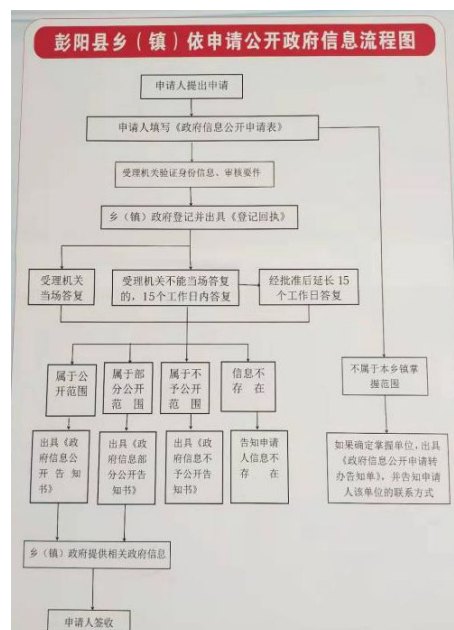 彭阳县乡（镇）依申请公开政府信息流程图
申请人提出申请
申请人填写《政府信息公开申请表》
受理机关验证身份信息、审核要件
乡（镇）政府登记并出具《登记回执》
受理机关
当场答复
受理机关不能当场答复
的，15个工作日内答复
经批准后延长 15
个工作日答复
属于公
开范围
属于部
分公开
范 围
属于不
予公开
范 围
信息不
存 在
不属于本乡镇掌
握范围
出具《政
府信息公
开 告 知
书》
出具《政
府信息部
分公开告
知书》
出具《政
府信息不
予公开告
知书》
告知申请
人信息不
存 在
如果确定掌握单位，出具
《政府信息公开申请转
办告知单》，并告知申请
人该单位的联系方式
乡（镇）政府提供相关政府信息
申请人签收